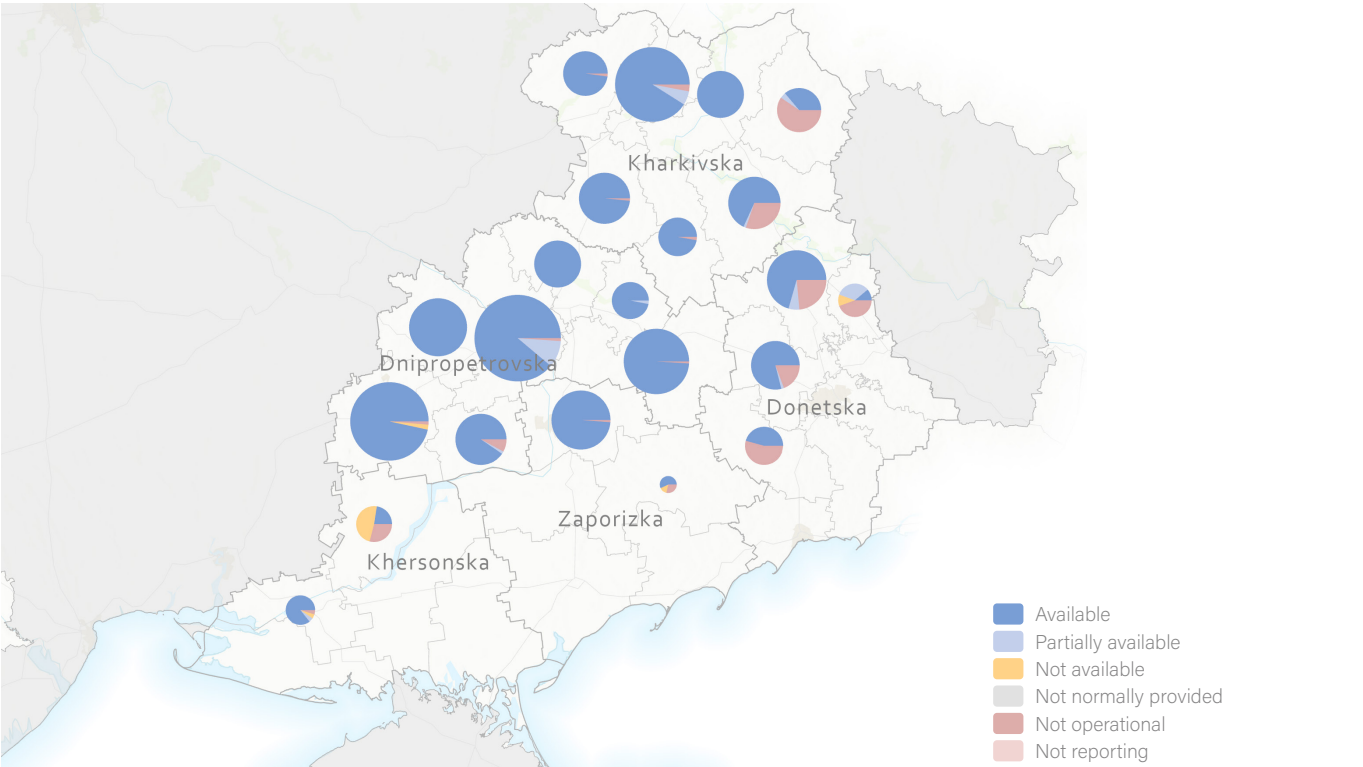 Kharkivska
Dnipropetrovska
Donetska
Zaporizka
Khersonska
Available
Partially available
Not available
Not normally provided
Not operational
Not reporting